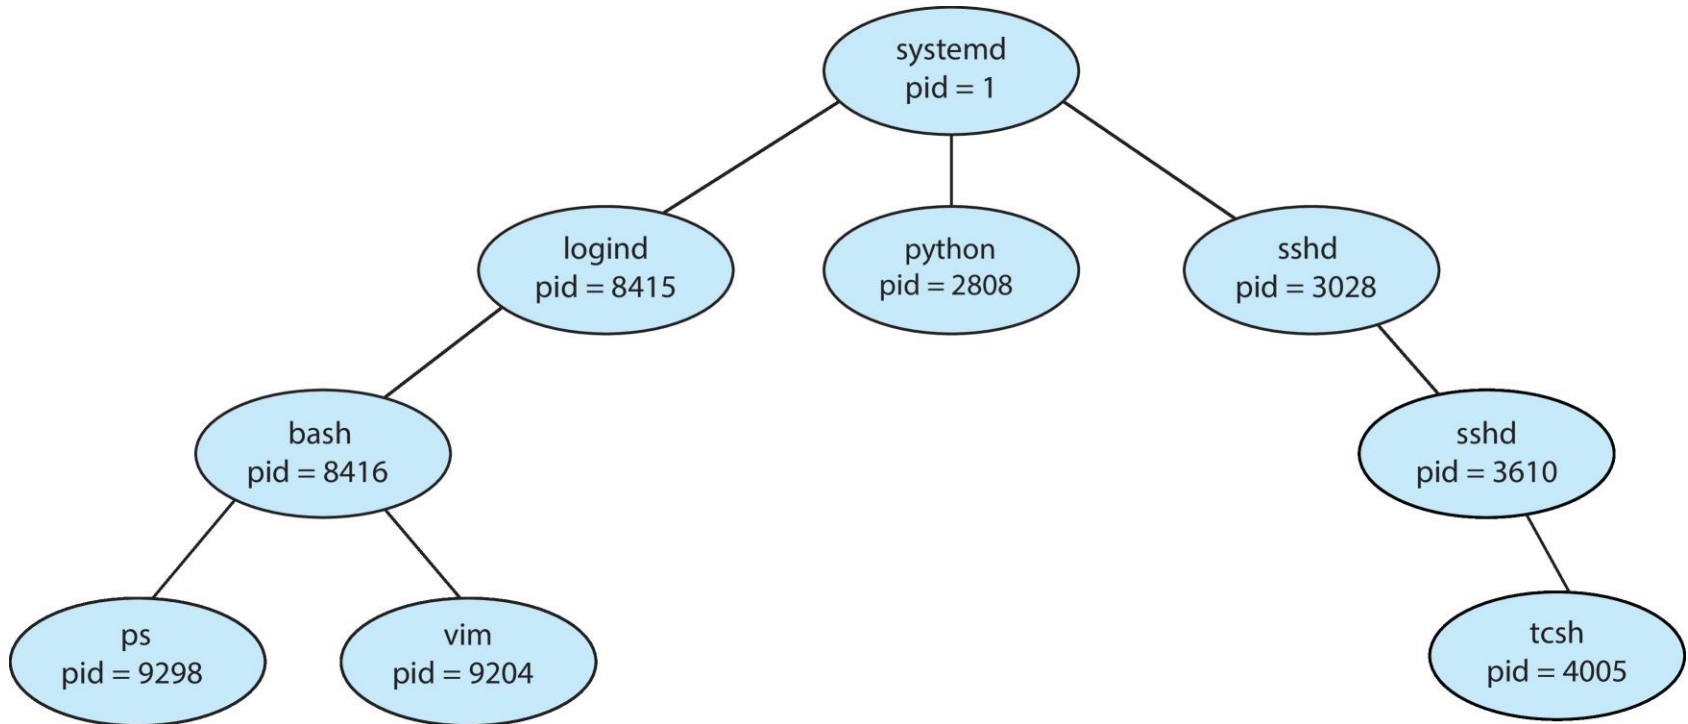 systemd
pid = 1
logind
pid = 8415
python
pid = 2808
sshd
pid = 3028
bash
pid = 8416
sshd
pid = 3610
ps
pid = 9298
vim
pid = 9204
tcsh
pid = 4005